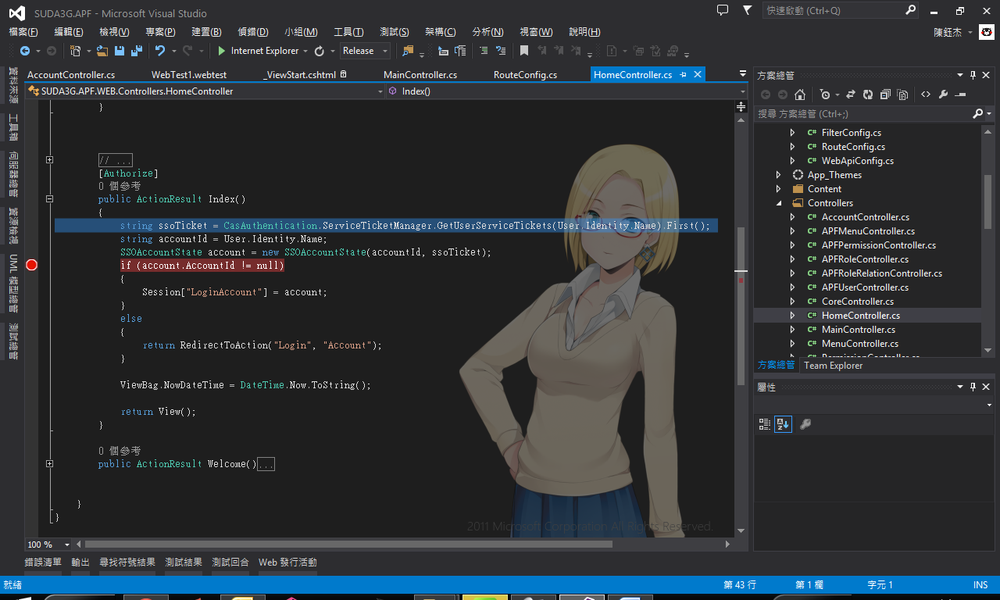 SUDA3G.APF - Microsoft Visual Studio
快速啟動 (Ctrl+Q)
檔案(F) 編輯(E) 檢視(V) 專案(P) 建置(B) 偵錯(D) 小組(M) 工具(T) 測試(S) 架構(C) 分析(N) 視窗(W) 說明(H)
陳鈺杰
Internet Explorer
Release
AccountController.cs WebTest1.webtest _ViewStart.cshtml MainController.cs RouteConfig.cs HomeController.cs
SUDA3G.APF.WEB.Controllers.HomeController
Index()
資料來源
工具箱
伺服器總管
資源檢視
UML 模型總管
測試總管
}
// ...
[Authorize]
0 個參考
public ActionResult Index()
{
string ssoTicket = CasAuthentication.ServiceTicketManager.GetUserServiceTickets(User.Identity.Name).First();
string accountId = User.Identity.Name;
SSOAccountState account = new SSOAccountState(accountId, ssoTicket);
if (account.AccountId != null)
{
Session["LoginAccount"] = account;
}
else
{
return RedirectToAction("Login", "Account");
}
ViewBag.NowDateTime = DateTime.Now.ToString();
return View();
}
0 個參考
public ActionResult Welcome()...
}
}
2011 Microsoft Corporation All Rights Reserved.
100 %
方案總管
搜尋 方案總管 (Ctrl+;)
C# FilterConfig.cs
C# RouteConfig.cs
C# WebApiConfig.cs
App_Themes
Content
Controllers
C# AccountController.cs
C# APFMenuController.cs
C# APFPermissionController.cs
C# APFRoleController.cs
C# APFRoleRelationController.cs
C# APFUserController.cs
C# CoreController.cs
C# HomeController.cs
C# MainController.cs
C# MenuController.cs
C# PermissionController.cs
方案總管 Team Explorer
屬性
錯誤清單 輸出 尋找符號結果 測試結果 測試回合 Web 發行活動
就緒
第 43 行 第 1 欄 字元 1 INS